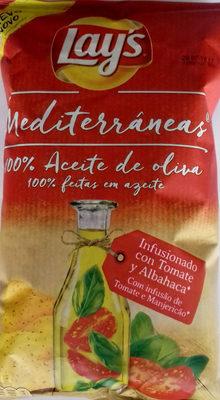 NOVO
Lay's
Mediterráneas®
100% Aceite de oliva
100% feitas em azeite
Infusionado
con Tomate
y Albahaca*
Com infusão de
Tomate e Manjericão*